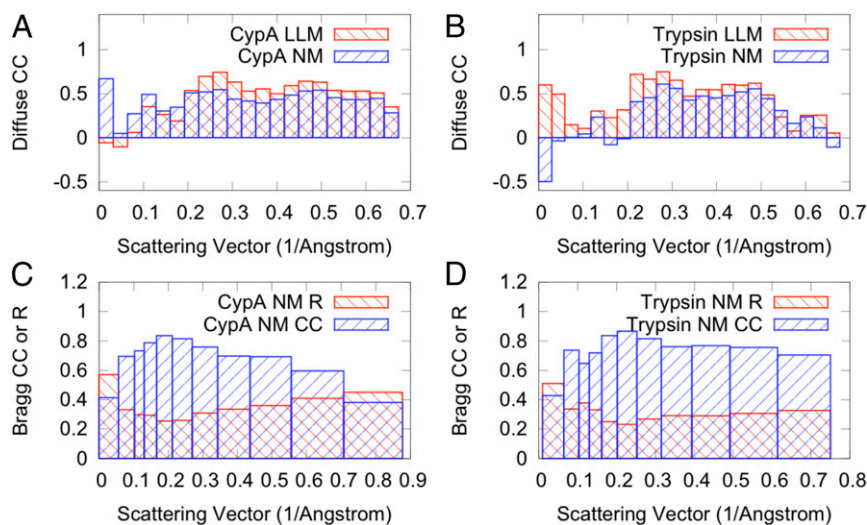 A
CypA LLM
CypA NM
Diffuse CC
1
0.5
0
-0.5
0 0.1 0.2 0.3 0.4 0.5 0.6 0.7
Scattering Vector (1/Angstrom)
B
Trypsin LLM
Trypsin NM
Diffuse CC
1
0.5
0
-0.5
0 0.1 0.2 0.3 0.4 0.5 0.6 0.7
Scattering Vector (1/Angstrom)
C
CypA NM R
CypA NM CC
Bragg CC or R
1.2
1
0.8
0.6
0.4
0.2
0
0 0.1 0.2 0.3 0.4 0.5 0.6 0.7 0.8 0.9
Scattering Vector (1/Angstrom)
D
Trypsin NM R
Trypsin NM CC
Bragg CC or R
1.2
1
0.8
0.6
0.4
0.2
0
0 0.1 0.2 0.3 0.4 0.5 0.6 0.7 0.8
Scattering Vector (1/Angstrom)